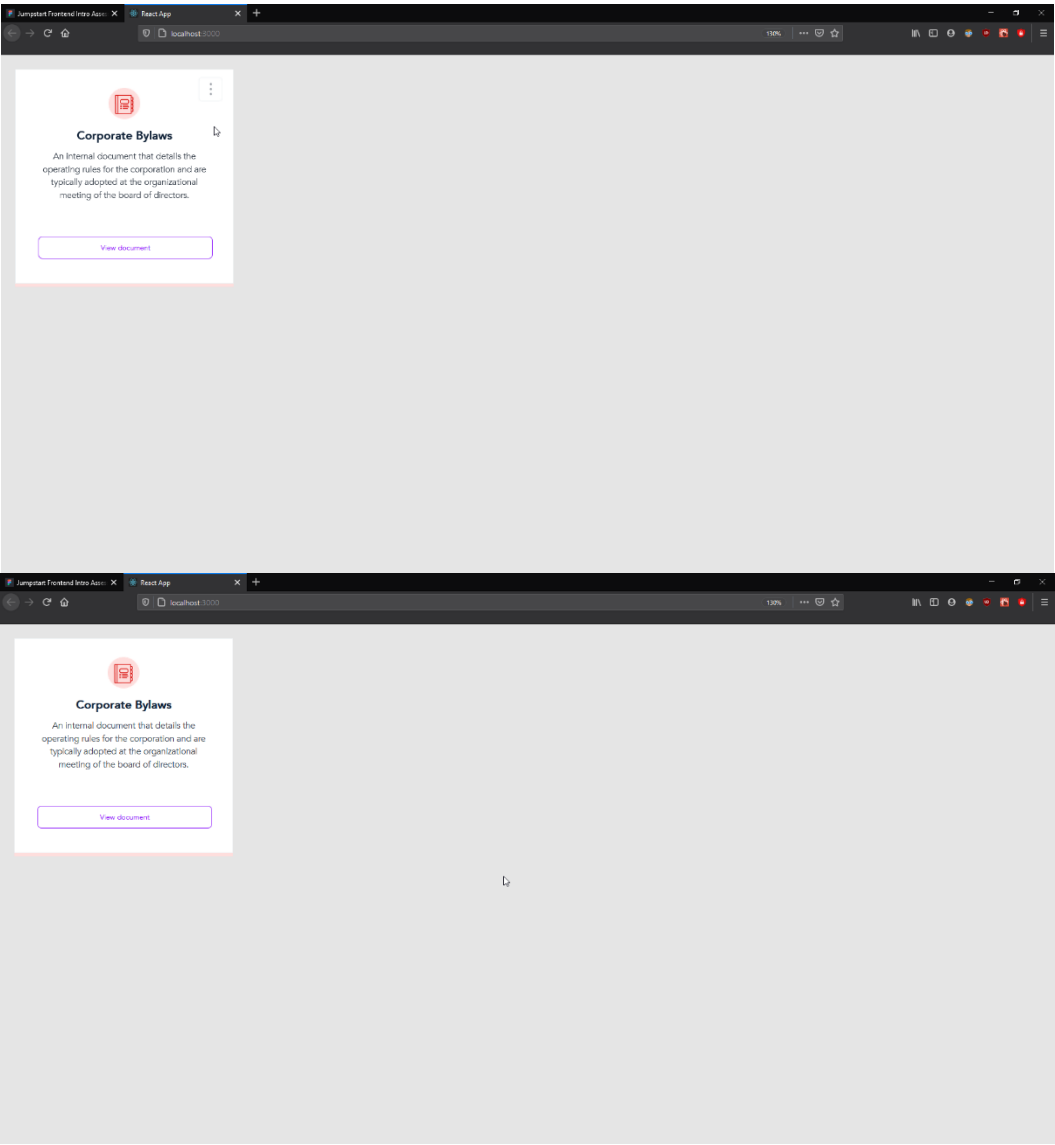 Jumpstart Frontend Intro Asses
React App
localhost:3000
130%
Corporate Bylaws
An internal document that details the
operating rules for the corporation and are
typically adopted at the organizational
meeting of the board of directors.
View document
Jumpstart Frontend Intro Asses
React App
localhost:3000
130%
Corporate Bylaws
An internal document that details the
operating rules for the corporation and are
typically adopted at the organizational
meeting of the board of directors.
View document